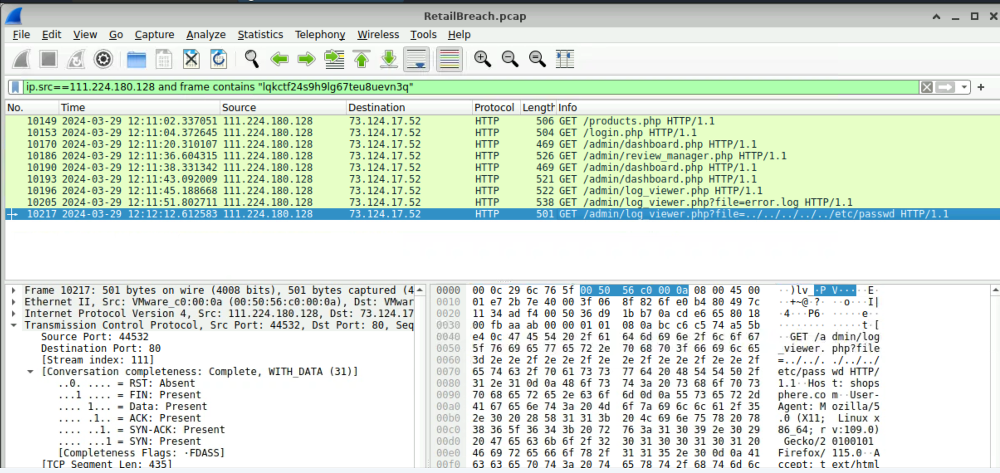 RetailBreach.pcap
File Edit View Go Capture Analyze Statistics Telephony Wireless Tools Help
ip.src==111.224.180.128 and frame contains "lqkctf24s9h9lg67teu8uevn3q"
No. Time Source Destination Protocol Length Info
10149 2024-03-29 12:11:02.337051 111.224.180.128 73.124.17.52 HTTP 506 GET /products.php HTTP/1.1
10153 2024-03-29 12:11:04.372645 111.224.180.128 73.124.17.52 HTTP 504 GET /login.php HTTP/1.1
10170 2024-03-29 12:11:20.310107 111.224.180.128 73.124.17.52 HTTP 469 GET /admin/dashboard.php HTTP/1.1
10186 2024-03-29 12:11:36.604315 111.224.180.128 73.124.17.52 HTTP 526 GET /admin/review_manager.php HTTP/1.1
10190 2024-03-29 12:11:38.331342 111.224.180.128 73.124.17.52 HTTP 469 GET /admin/dashboard.php HTTP/1.1
10193 2024-03-29 12:11:43.092009 111.224.180.128 73.124.17.52 HTTP 521 GET /admin/dashboard.php HTTP/1.1
10196 2024-03-29 12:11:45.188668 111.224.180.128 73.124.17.52 HTTP 522 GET /admin/log_viewer.php HTTP/1.1
10205 2024-03-29 12:11:51.802711 111.224.180.128 73.124.17.52 HTTP 538 GET /admin/log_viewer.php?file=error.log HTTP/1.1
10217 2024-03-29 12:12:12.612583 111.224.180.128 73.124.17.52 HTTP 501 GET /admin/log_viewer.php?file=../../../../../etc/passwd HTTP/1.1
Frame 10217: 501 bytes on wire (4008 bits), 501 bytes captured (4
Ethernet II, Src: VMware_c0:00:0a (00:50:56:c0:00:0a), Dst: VMwar
Internet Protocol Version 4, Src: 111.224.180.128, Dst: 73.124.17
Transmission Control Protocol, Src Port: 44532, Dst Port: 80, Seq
Source Port: 44532
Destination Port: 80
[Stream index: 111]
[Conversation completeness: Complete, WITH_DATA (31)]
..0. .... = RST: Absent
...1 .... = FIN: Present
.... 1... = Data: Present
.... .1.. = ACK: Present
.... ..1. = SYN-ACK: Present
.... ...1 = SYN: Present
[Completeness Flags: ·FDASS]
[TCP Segment Len: 435]
0000 00 0c 29 6c 76 5f 00 50 56 c0 00 0a 08 00 45 00 ··)lv_·P V·····E·
0010 01 e7 2b 7e 40 00 3f 06 8f 82 6f e0 b4 80 49 7c ··+~@·?· ··o···I|
0020 11 34 ad f4 00 50 36 d9 1b b7 0a cd e6 65 80 18 ·4···P6· ·····e··
0030 00 fb aa ab 00 00 01 01 08 0a bc c6 c5 74 a5 5b ········ ·····t·[
0040 e4 0c 47 45 54 20 2f 61 64 6d 69 6e 2f 6c 6f 67 ··GET /a dmin/log
0050 5f 76 69 65 77 65 72 2e 70 68 70 3f 66 69 6c 65 _viewer. php?file
0060 3d 2e 2e 2f 2e 2e 2f 2e 2e 2f 2e 2e 2f 2e 2e 2f =../../. ./../../
0070 65 74 63 2f 70 61 73 73 77 64 20 48 54 54 50 2f etc/pass wd HTTP/
0080 31 2e 31 0d 0a 48 6f 73 74 3a 20 73 68 6f 70 73 1.1··Hos t: shops
0090 70 68 65 72 65 2e 63 6f 6d 0d 0a 55 73 65 72 2d phere.co m··User-
00a0 41 67 65 6e 74 3a 20 4d 6f 7a 69 6c 6c 61 2f 35 Agent: M ozilla/5
00b0 2e 30 20 28 58 31 31 3b 20 4c 69 6e 75 78 20 78 .0 (X11; Linux x
00c0 38 36 5f 36 34 3b 20 72 76 3a 31 30 39 2e 30 29 86_64; r v:109.0)
00d0 20 47 65 63 6b 6f 2f 32 30 31 30 30 31 30 31 20 Gecko/2 0100101
00e0 46 69 72 65 66 6f 78 2f 31 31 35 2e 30 0d 0a 41 Firefox/ 115.0··A
00f0 63 63 65 70 74 3a 20 74 65 78 74 2f 68 74 6d 6c ccept: t ext/html